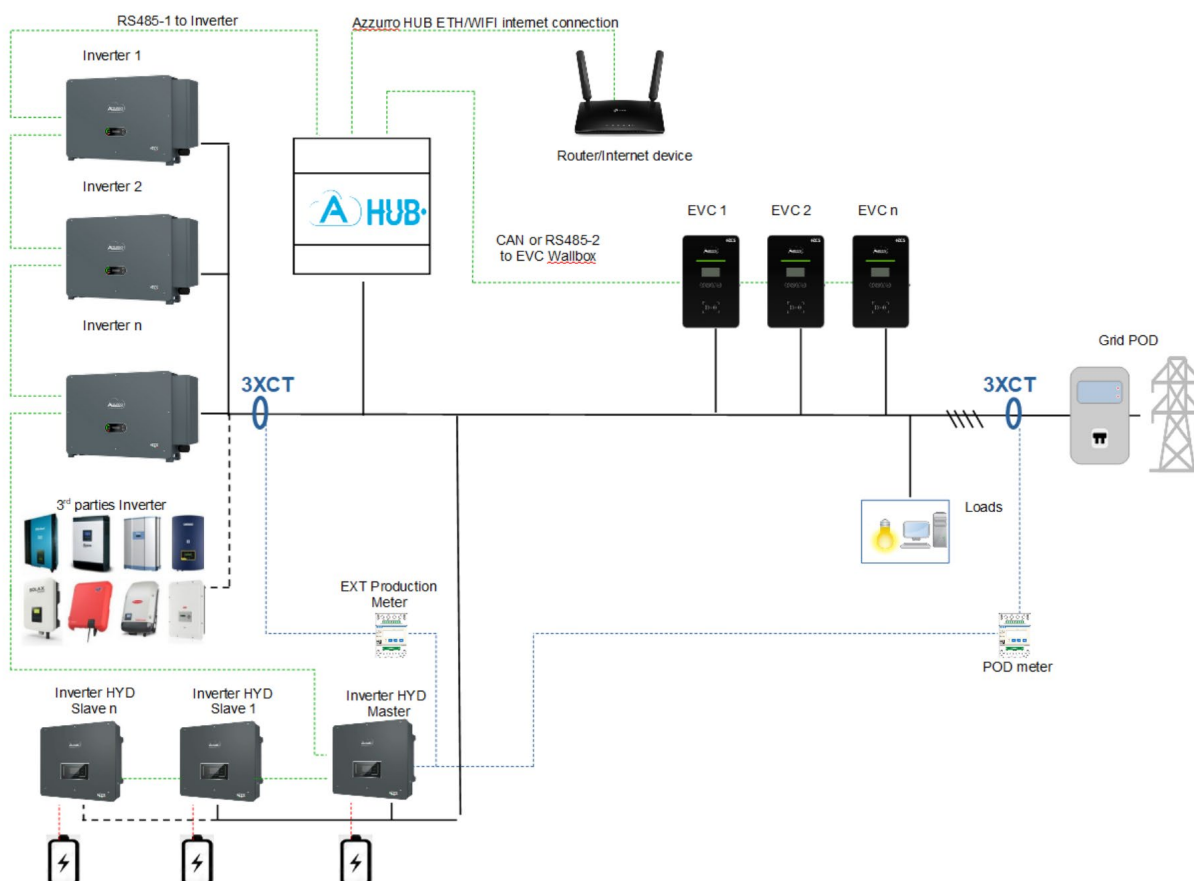 RS485-1 to Inverter
Azzurro HUB ETH/WIFI internet connection
Inverter 1
Router/Internet device
Inverter 2
HUB
EVC 1
EVC 2
EVC n
CAN or RS485-2
to EVC Wallbox
Inverter n
Grid POD
3XCT
3XCT
3rd parties Inverter
Loads
EXT Production
Meter
POD meter
Inverter HYD
Slave n
Inverter HYD
Slave 1
Inverter HYD
Master